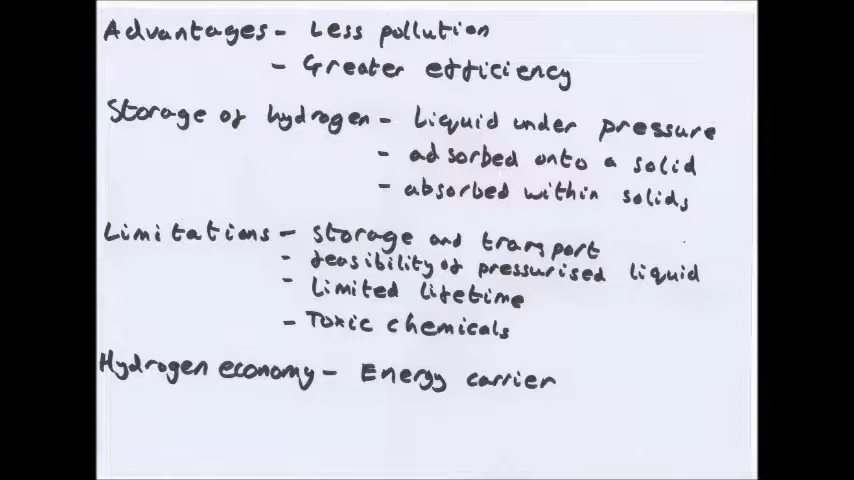 Advantages - Less pollution
- Greater efficiency
Storage of hydrogen - Liquid under pressure
- adsorbed onto a solid
- absorbed within solids
Limitations - storage and transport
- feasibility of pressurised liquid
- Limited lifetime
- Toxic chemicals
Hydrogen economy - Energy carrier